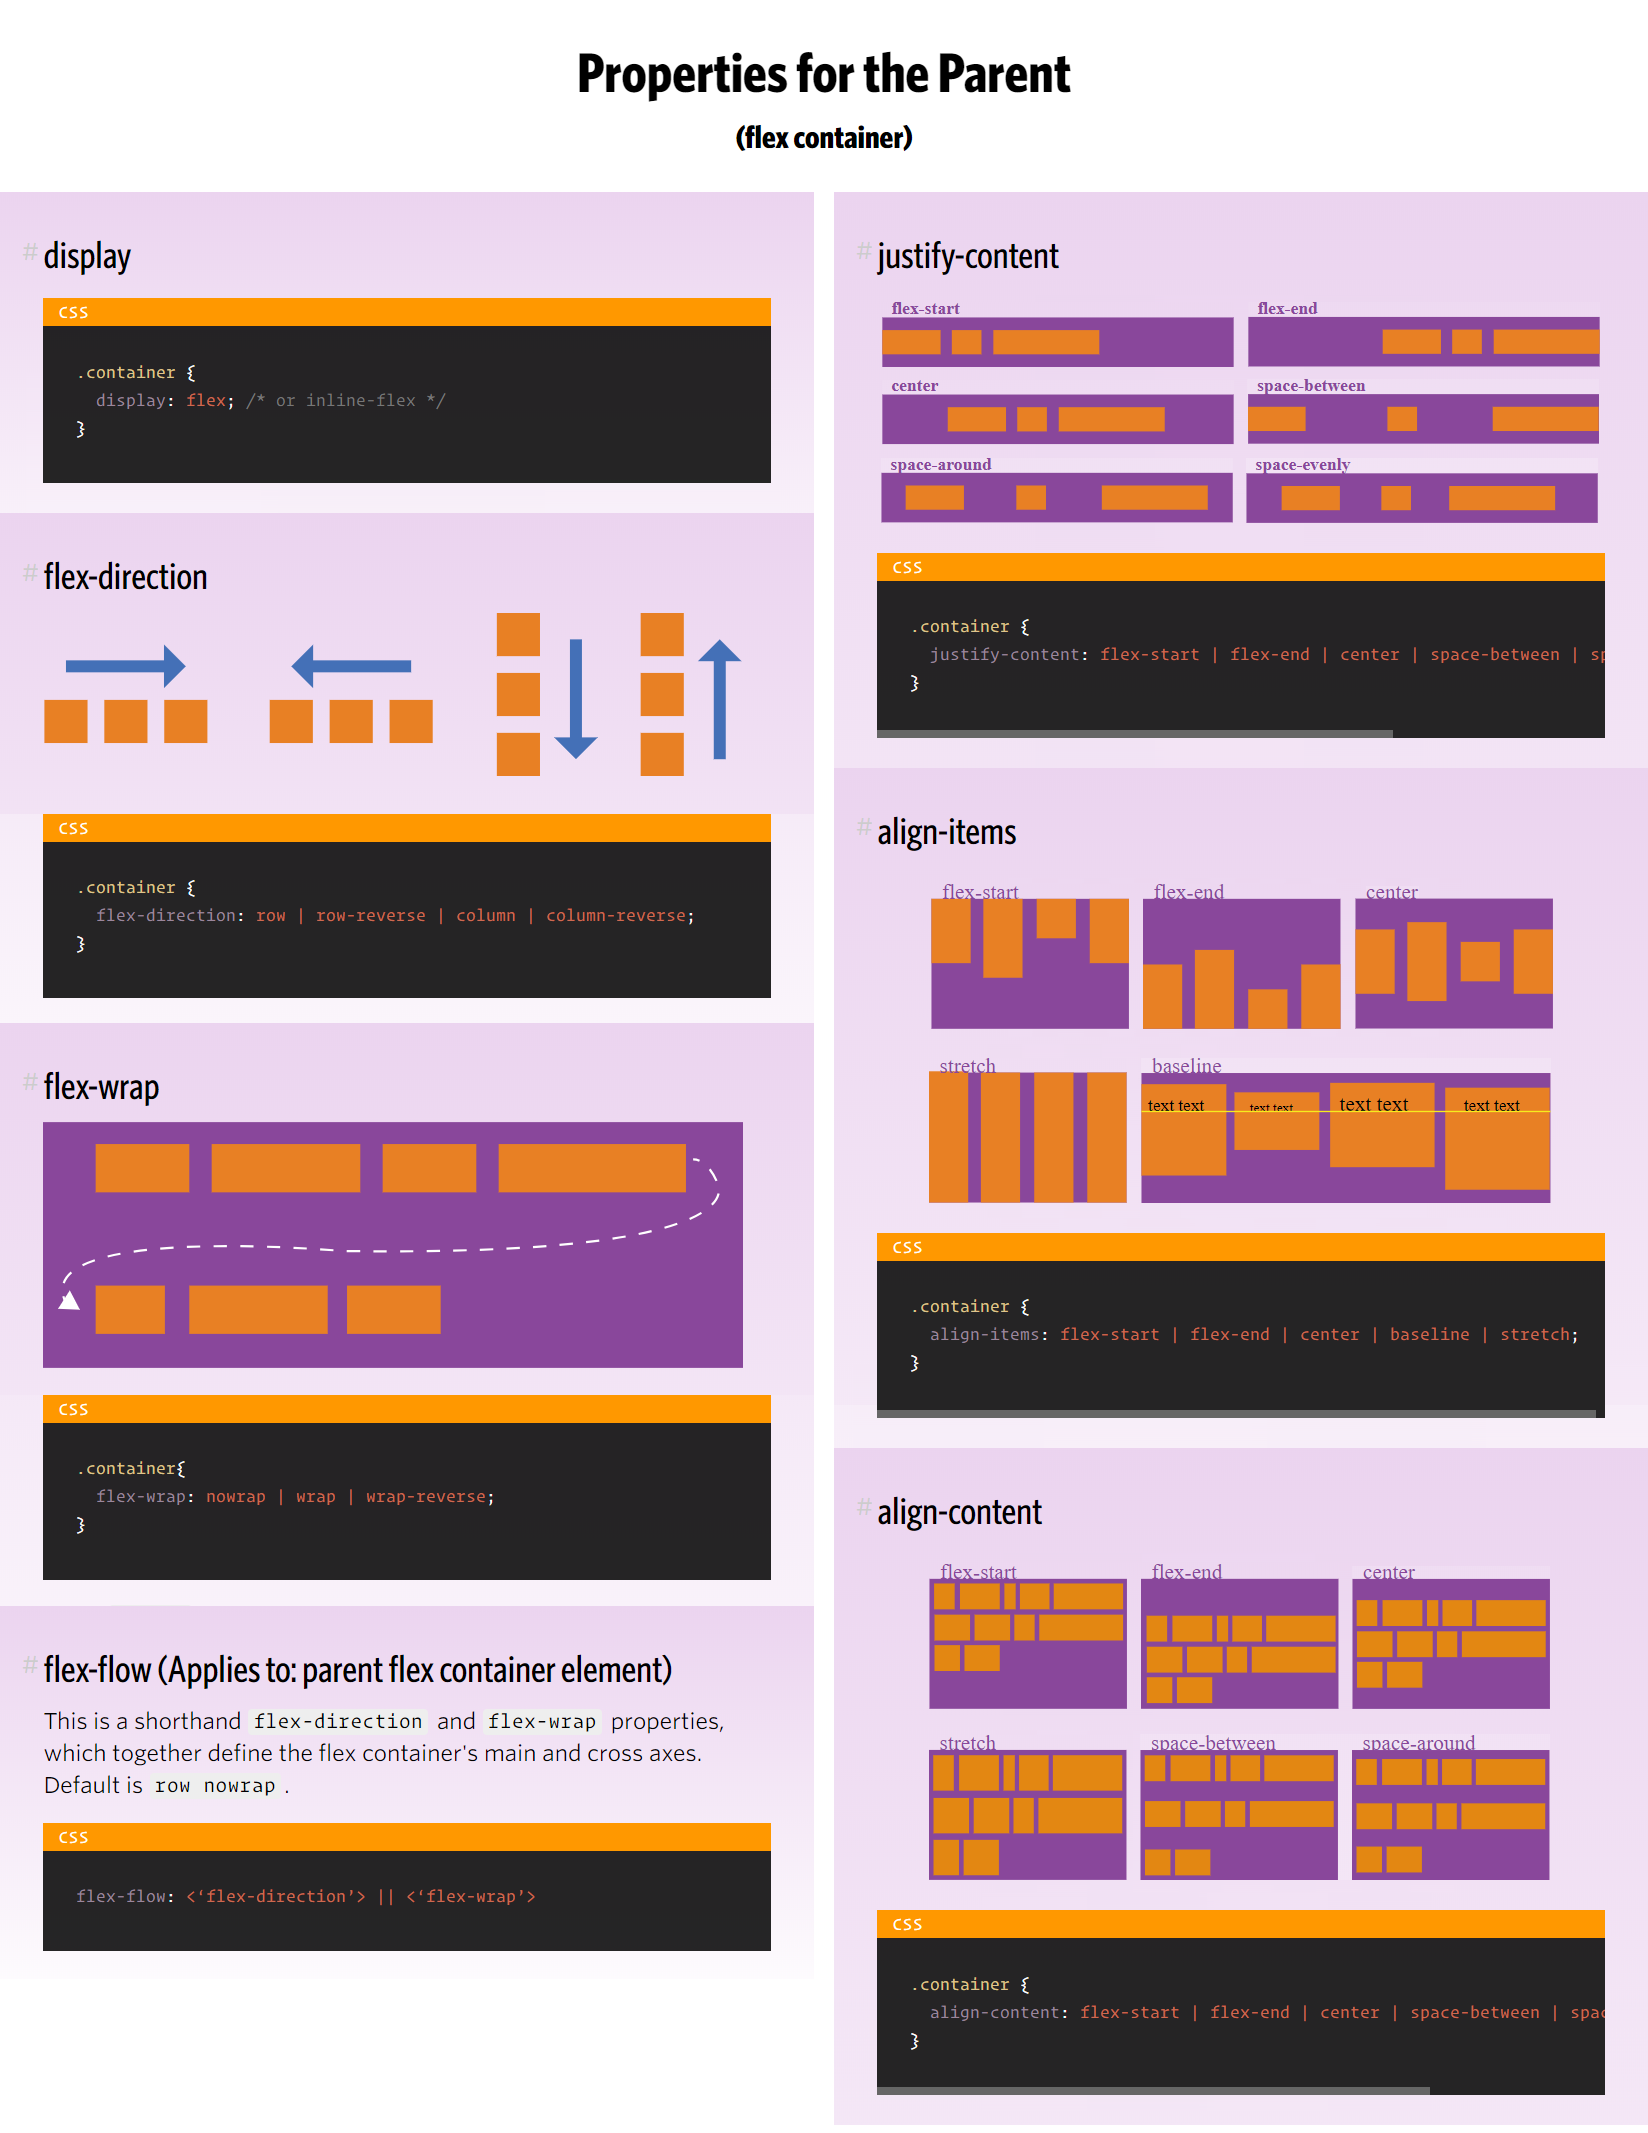 Properties for the Parent
(flex container)
# display
CSS
.container {
display: flex; /* or inline-flex */
}
# flex-direction
CSS
.container {
flex-direction: row | row-reverse | column | column-reverse;
}
# flex-wrap
CSS
.container{
flex-wrap: nowrap | wrap | wrap-reverse;
}
# flex-flow (Applies to: parent flex container element)
This is a shorthand flex-direction and flex-wrap properties,
which together define the flex container's main and cross axes.
Default is row nowrap .
CSS
flex-flow: <‘flex-direction’> || <‘flex-wrap’>
# justify-content
flex-start
flex-end
center
space-between
space-around
space-evenly
CSS
.container {
justify-content: flex-start | flex-end | center | space-between | sp
}
# align-items
flex-start
flex-end
center
stretch
baseline
text text
text text
text text
text text
CSS
.container {
align-items: flex-start | flex-end | center | baseline | stretch;
}
# align-content
flex-start
flex-end
center
stretch
space-between
space-around
CSS
.container {
align-content: flex-start | flex-end | center | space-between | spac
}